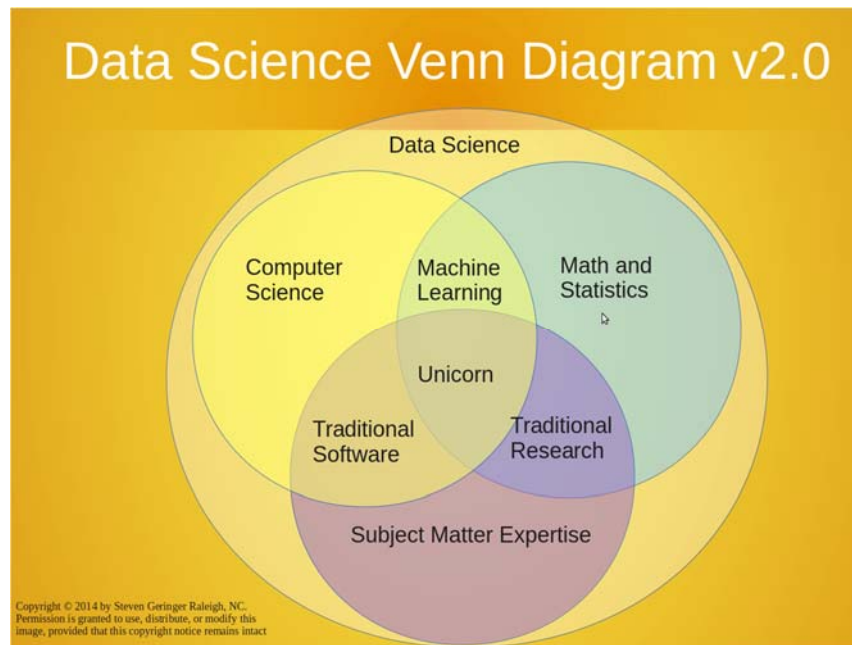 Data Science Venn Diagram v2.0
Data Science
Computer
Science
Machine
Learning
Math and
Statistics
Unicorn
Traditional
Software
Traditional
Research
Subject Matter Expertise
Copyright © 2014 by Steven Geringer Raleigh, NC.
Permission is granted to use, distribute, or modify this
image, provided that this copyright notice remains intact